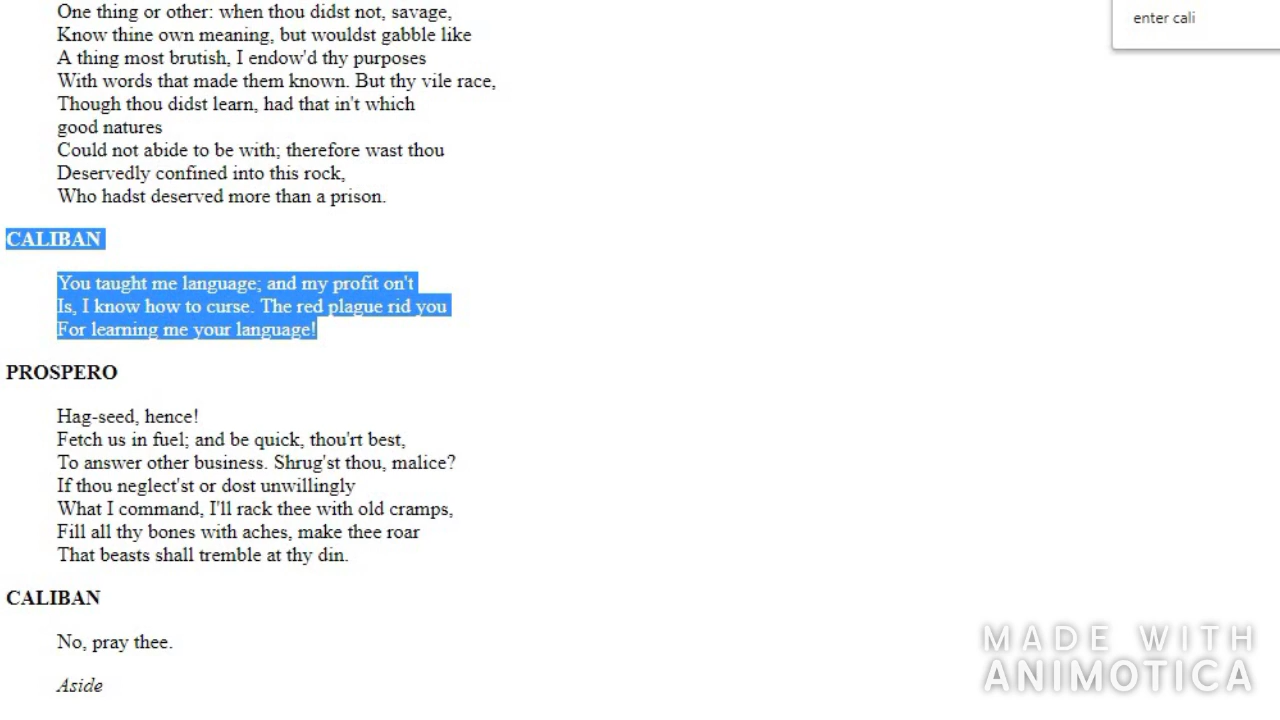 One thing or other: when thou didst not, savage,
enter cali
Know thine own meaning, but wouldst gabble like
A thing most brutish, I endow'd thy purposes
With words that made them known. But thy vile race,
Though thou didst learn, had that in't which
good natures
Could not abide to be with; therefore wast thou
Deservedly confined into this rock,
Who hadst deserved more than a prison.
CALIBAN
You taught me language; and my profit on't
Is, I know how to curse. The red plague rid you
For learning me your language!
PROSPERO
Hag-seed, hence!
Fetch us in fuel; and be quick, thou'rt best,
To answer other business. Shrug'st thou, malice?
If thou neglect'st or dost unwillingly
What I command, I'll rack thee with old cramps,
Fill all thy bones with aches, make thee roar
That beasts shall tremble at thy din.
CALIBAN
No, pray thee.
Aside
MADE WITH
ANIMOTICA